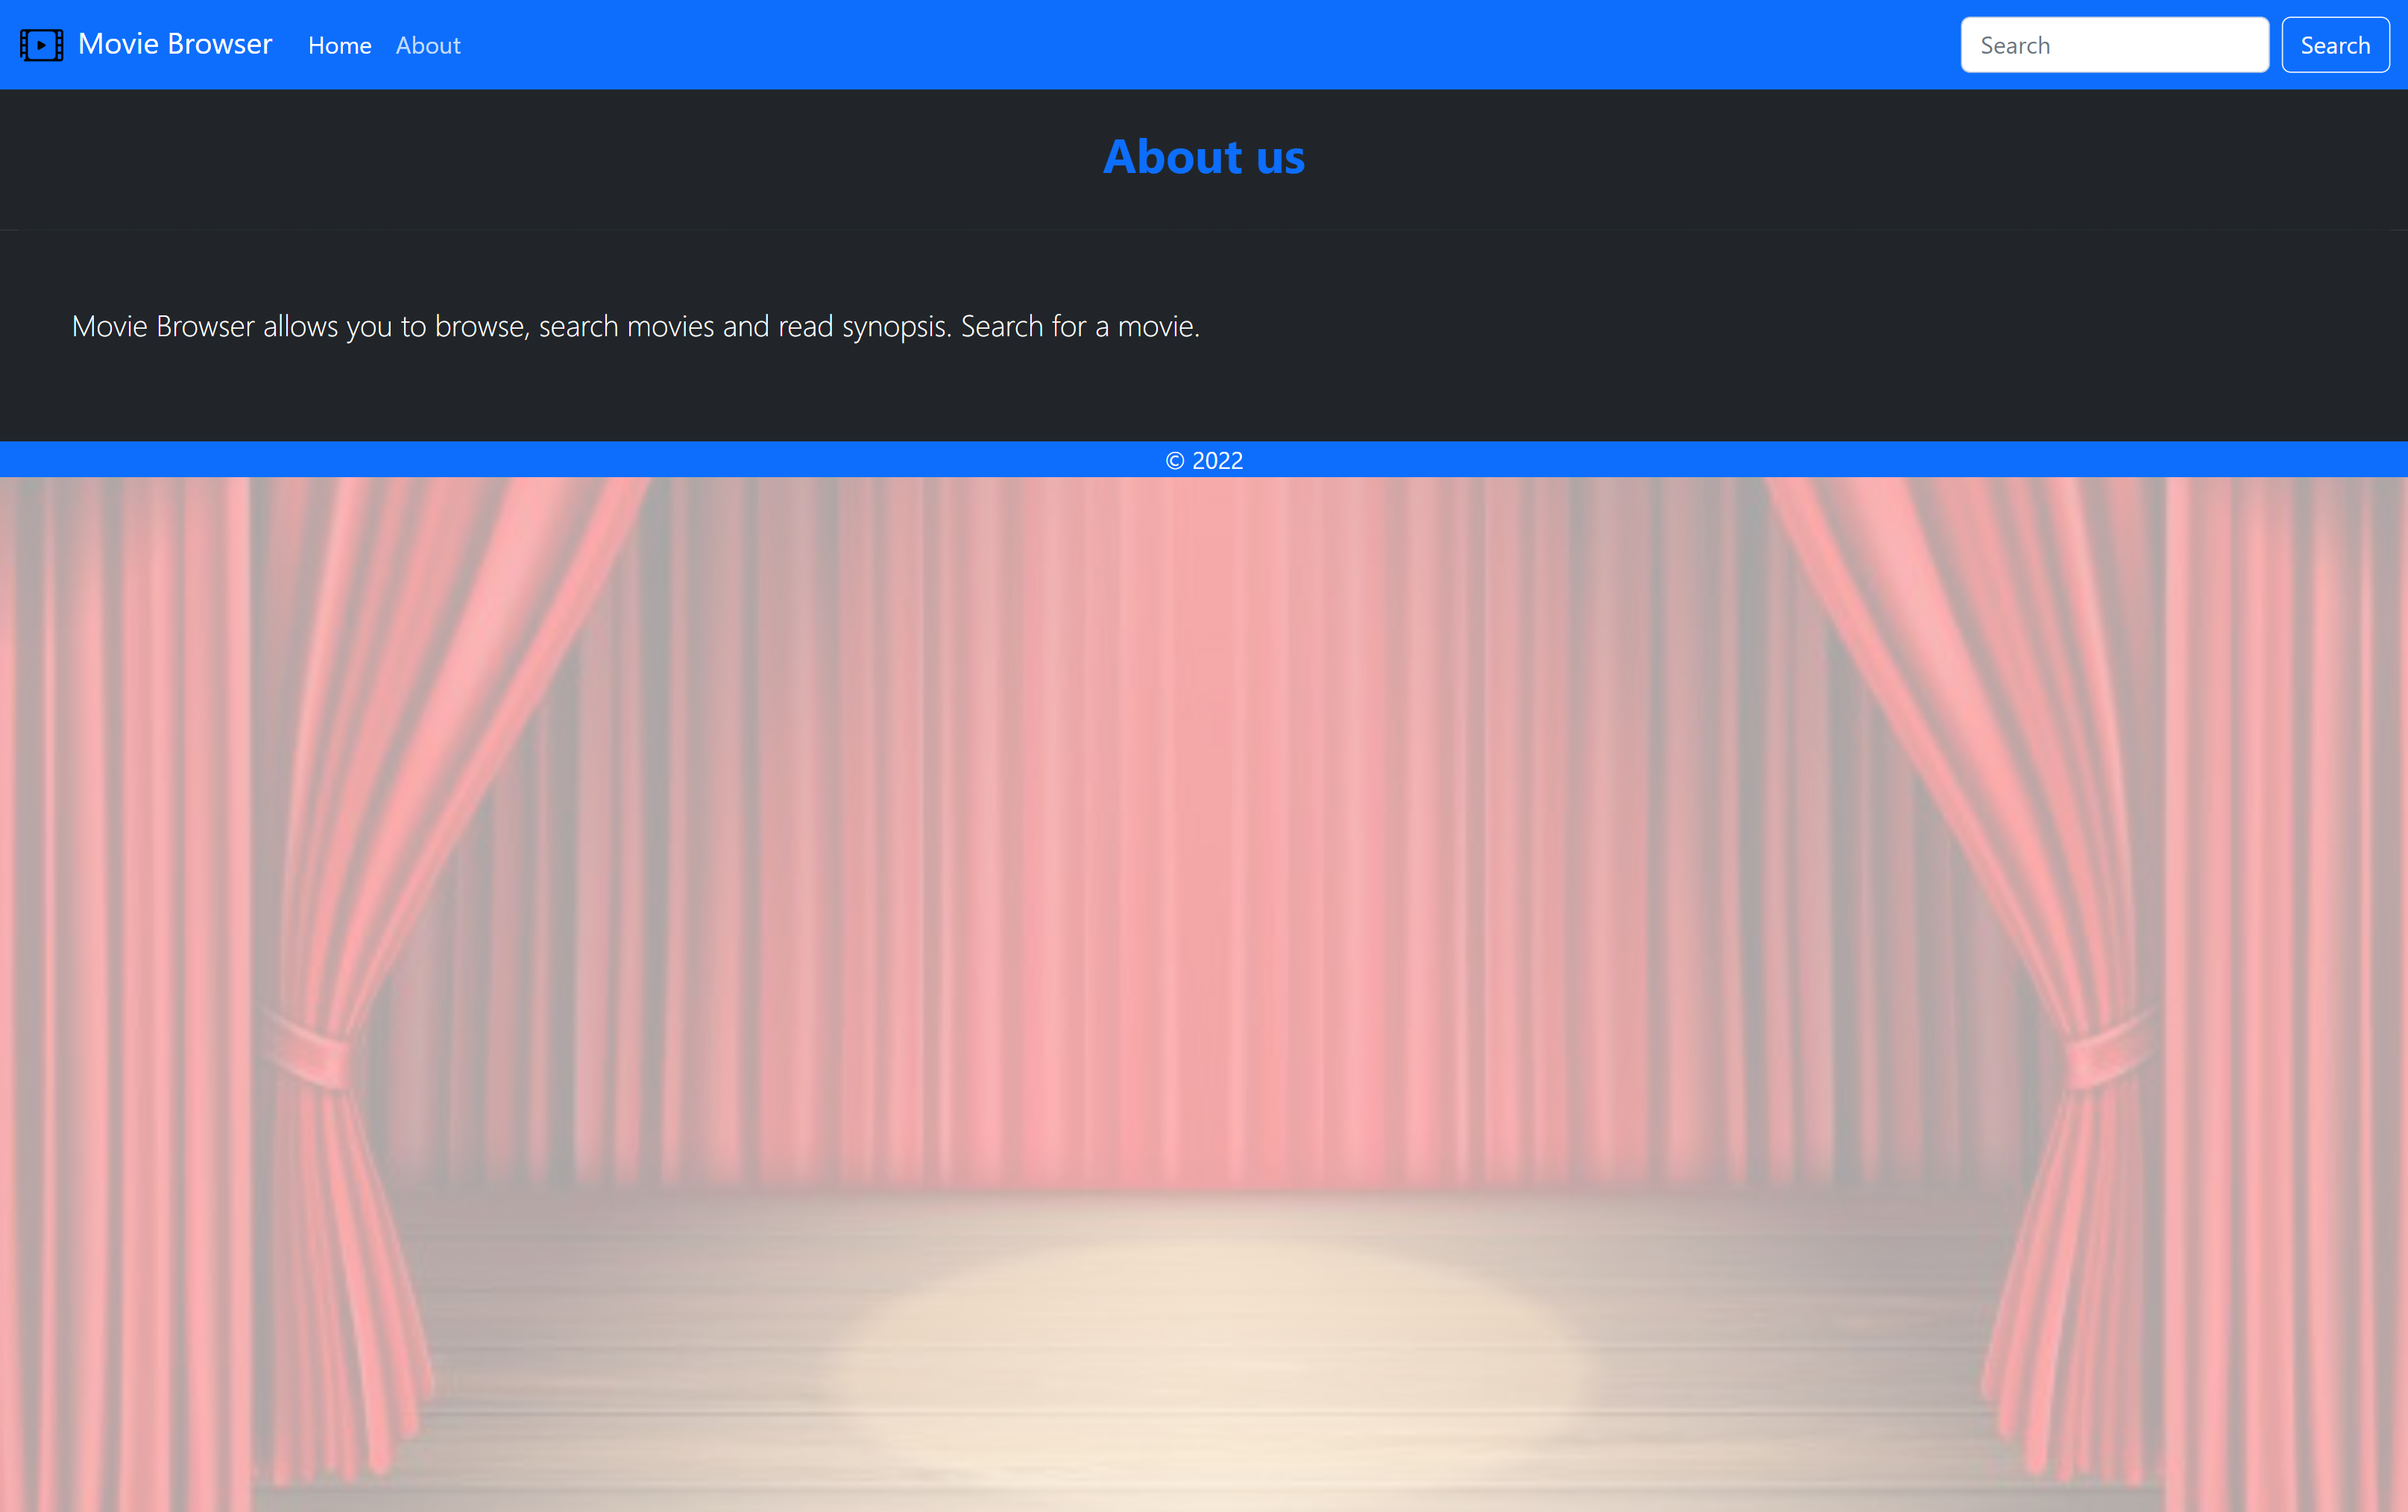 Movie Browser Home About Search Search
About us
Movie Browser allows you to browse, search movies and read synopsis. Search for a movie.
© 2022